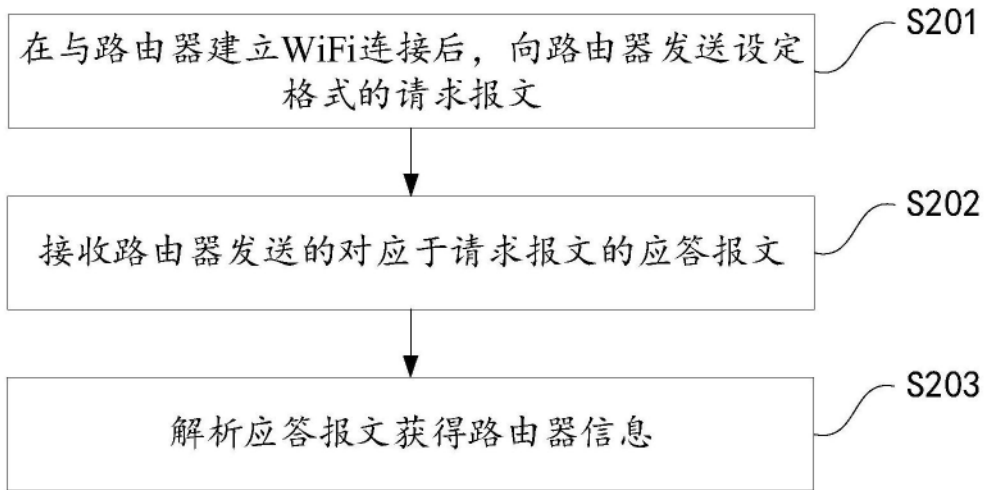 在与路由器建立WiFi连接后，向路由器发送设定
格式的请求报文
S201
接收路由器发送的对应于请求报文的应答报文
S202
解析应答报文获得路由器信息
S203